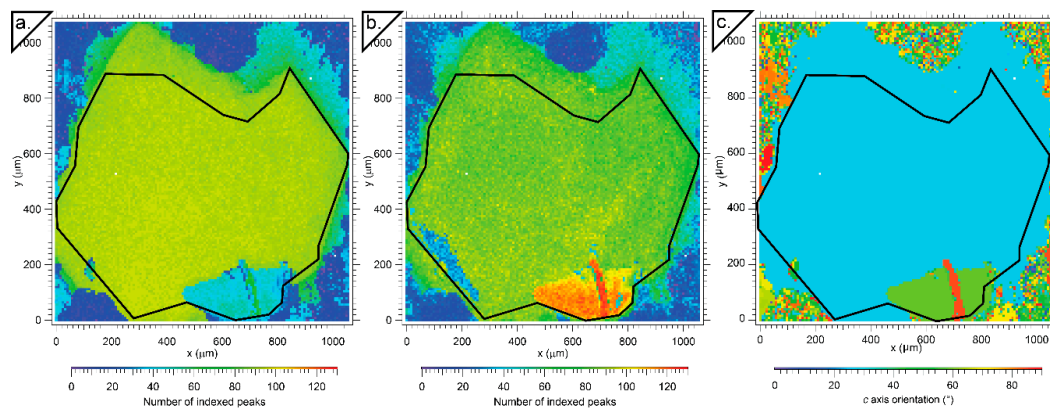 a.
b.
c.
1000
800
600
400
200
0
y (µm)
0 200 400 600 800 1000
x (µm)
0 20 40 60 80 100 120
Number of indexed peaks
1000
800
600
400
200
0
y (µm)
0 200 400 600 800 1000
x (µm)
0 20 40 60 80 100 120
Number of indexed peaks
1000
800
600
400
200
0
y (µm)
0 200 400 600 800 1000
x (µm)
0 20 40 60 80
c axis orientation (°)